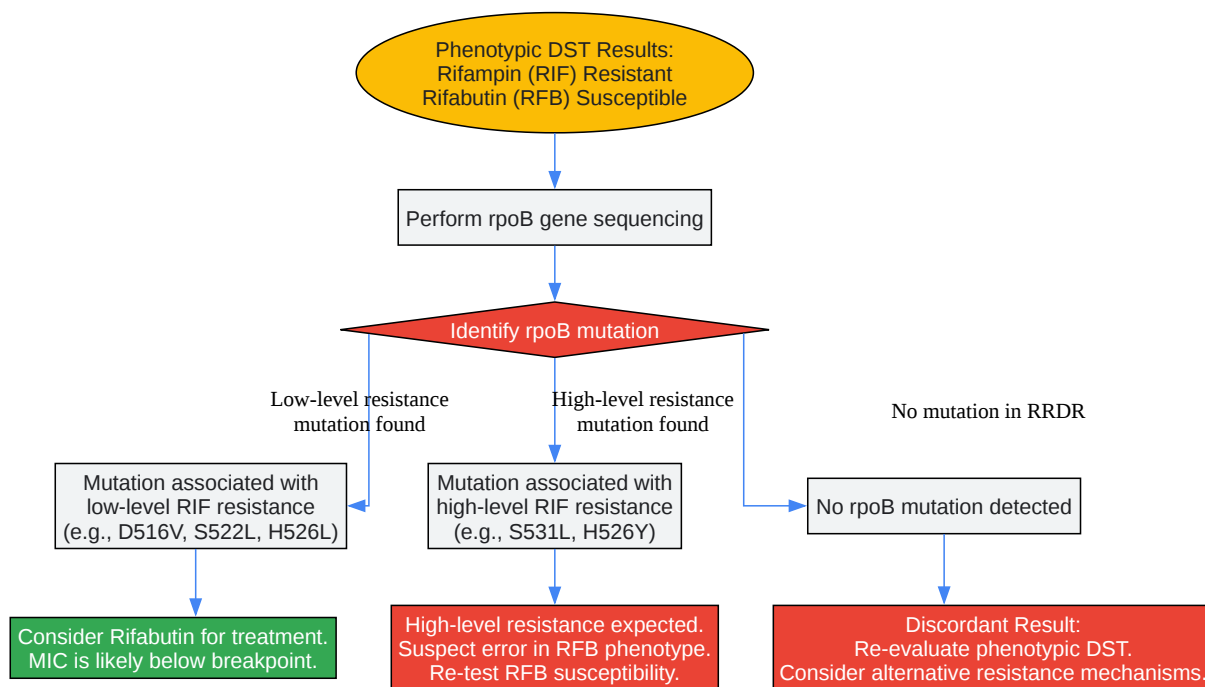 Phenotypic DST Results:
Rifampin (RIF) Resistant
Rifabutin (RFB) Susceptible
Perform rpoB gene sequencing
Identify rpoB mutation
Low-level resistance
mutation found
High-level resistance
mutation found
No mutation in RRDR
Mutation associated with
low-level RIF resistance
(e.g., D516V, S522L, H526L)
Mutation associated with
high-level RIF resistance
(e.g., S531L, H526Y)
No rpoB mutation detected
Consider Rifabutin for treatment.
MIC is likely below breakpoint.
High-level resistance expected.
Suspect error in RFB phenotype.
Re-test RFB susceptibility.
Discordant Result:
Re-evaluate phenotypic DST.
Consider alternative resistance mechanisms.